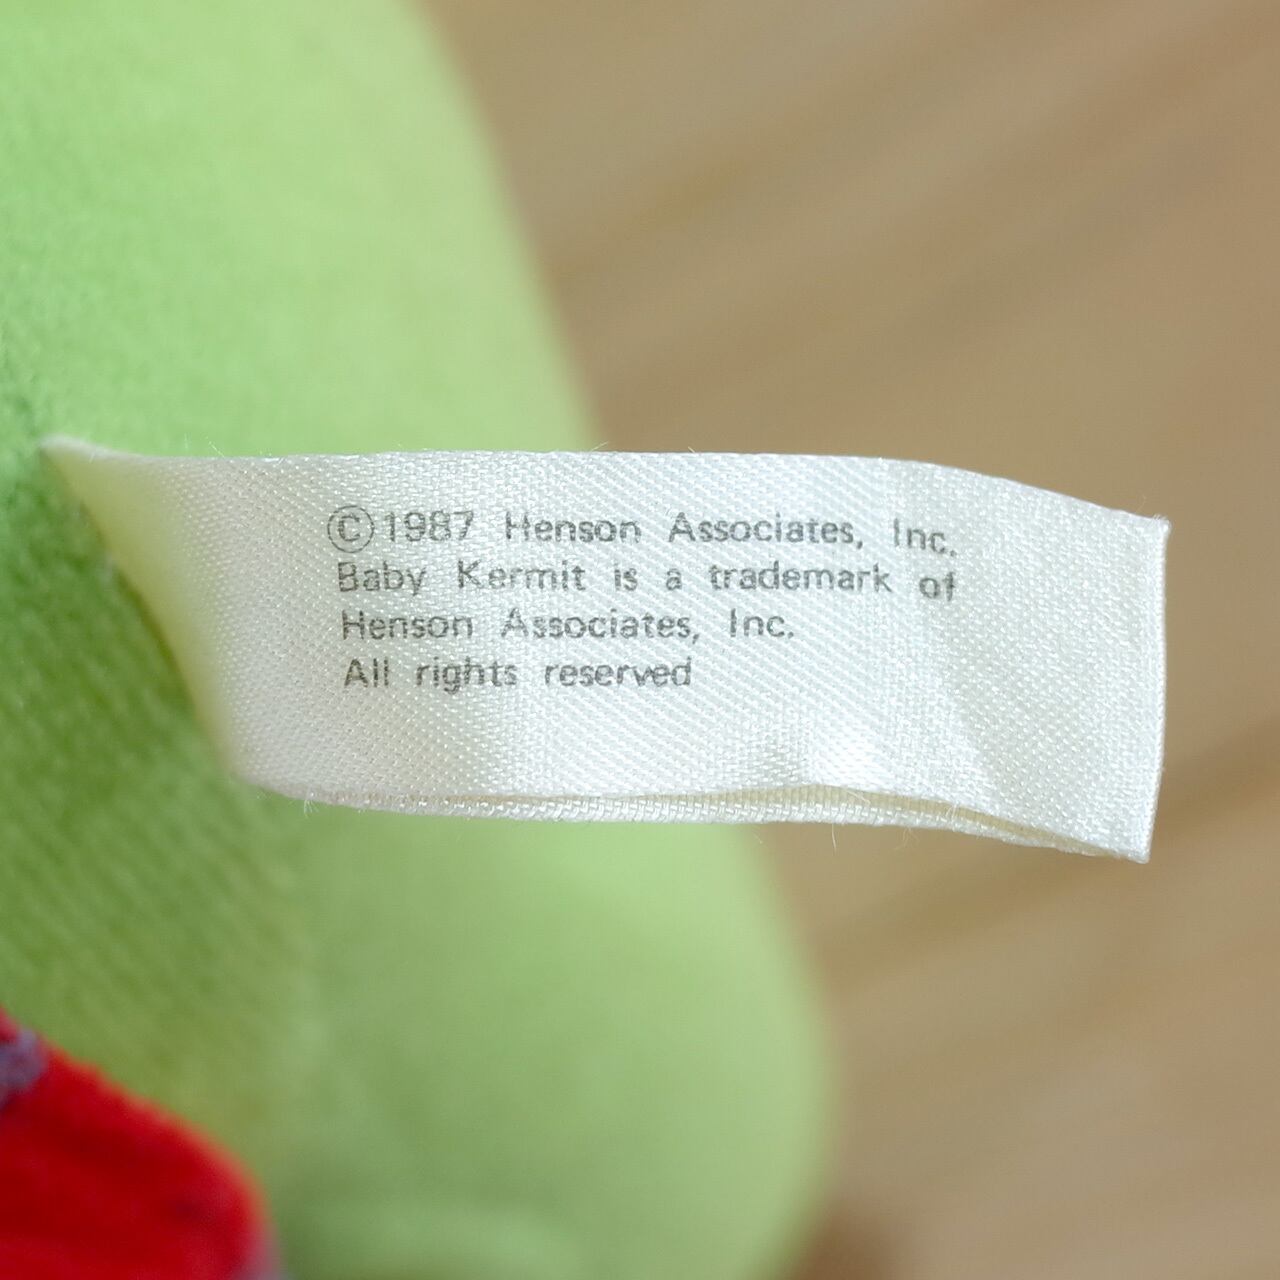 ©1987 Henson Associates, Inc.
Baby Kermit is a trademark of
Henson Associates, Inc.
All rights reserved